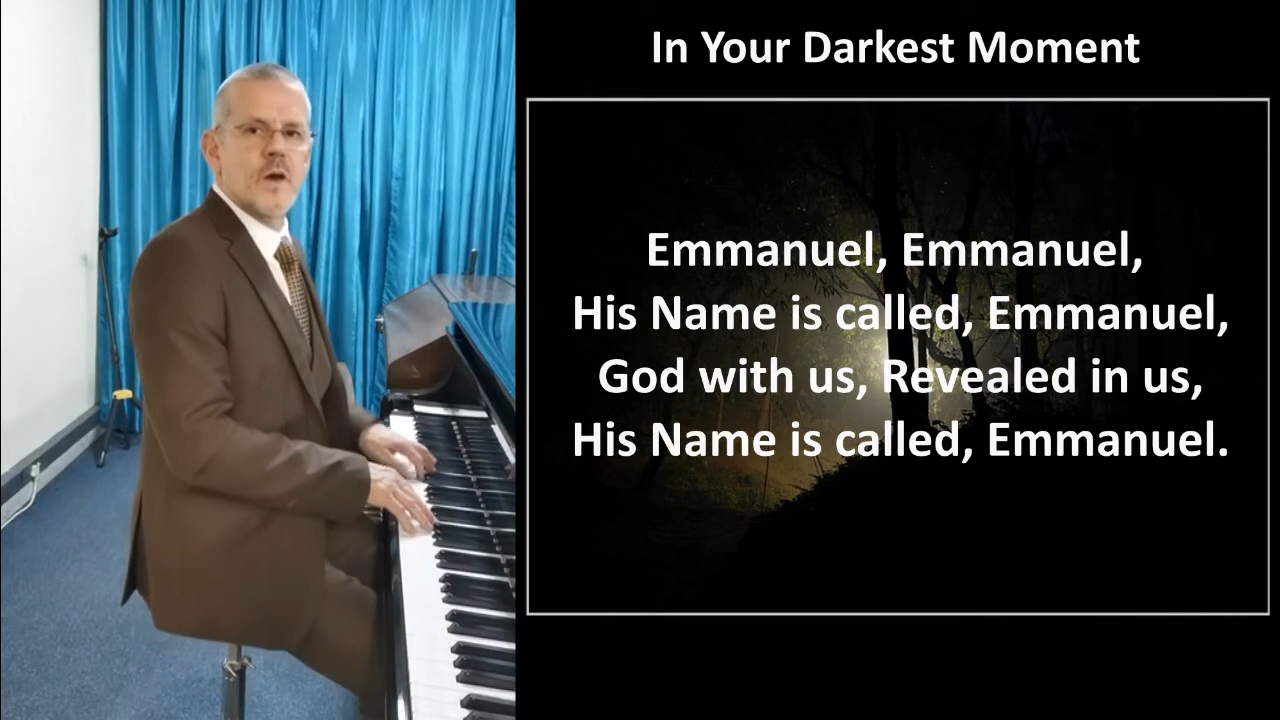 In Your Darkest Moment
Emmanuel, Emmanuel,
His Name is called, Emmanuel,
God with us, Revealed in us,
His Name is called, Emmanuel.